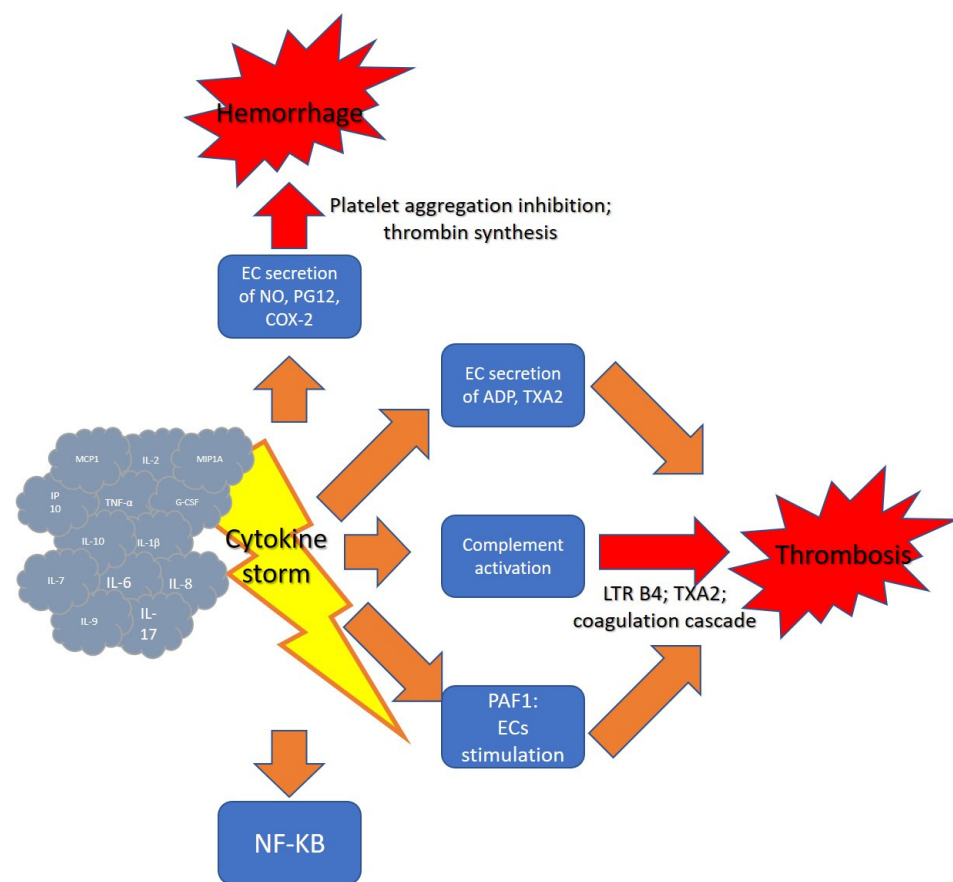 Hemorrhage
Platelet aggregation inhibition;
thrombin synthesis
EC secretion
of NO, PG12,
COX-2
EC secretion
of ADP, TXA2
MCP1
IL-2
MIP1A
IP
10
TNF-α
G-CSF
IL-10
IL-1β
IL-7
IL-6
IL-8
IL-9
IL-
17
Cytokine
storm
Complement
activation
Thrombosis
LTR B4; TXA2;
coagulation cascade
PAF1:
ECs
stimulation
NF-KB